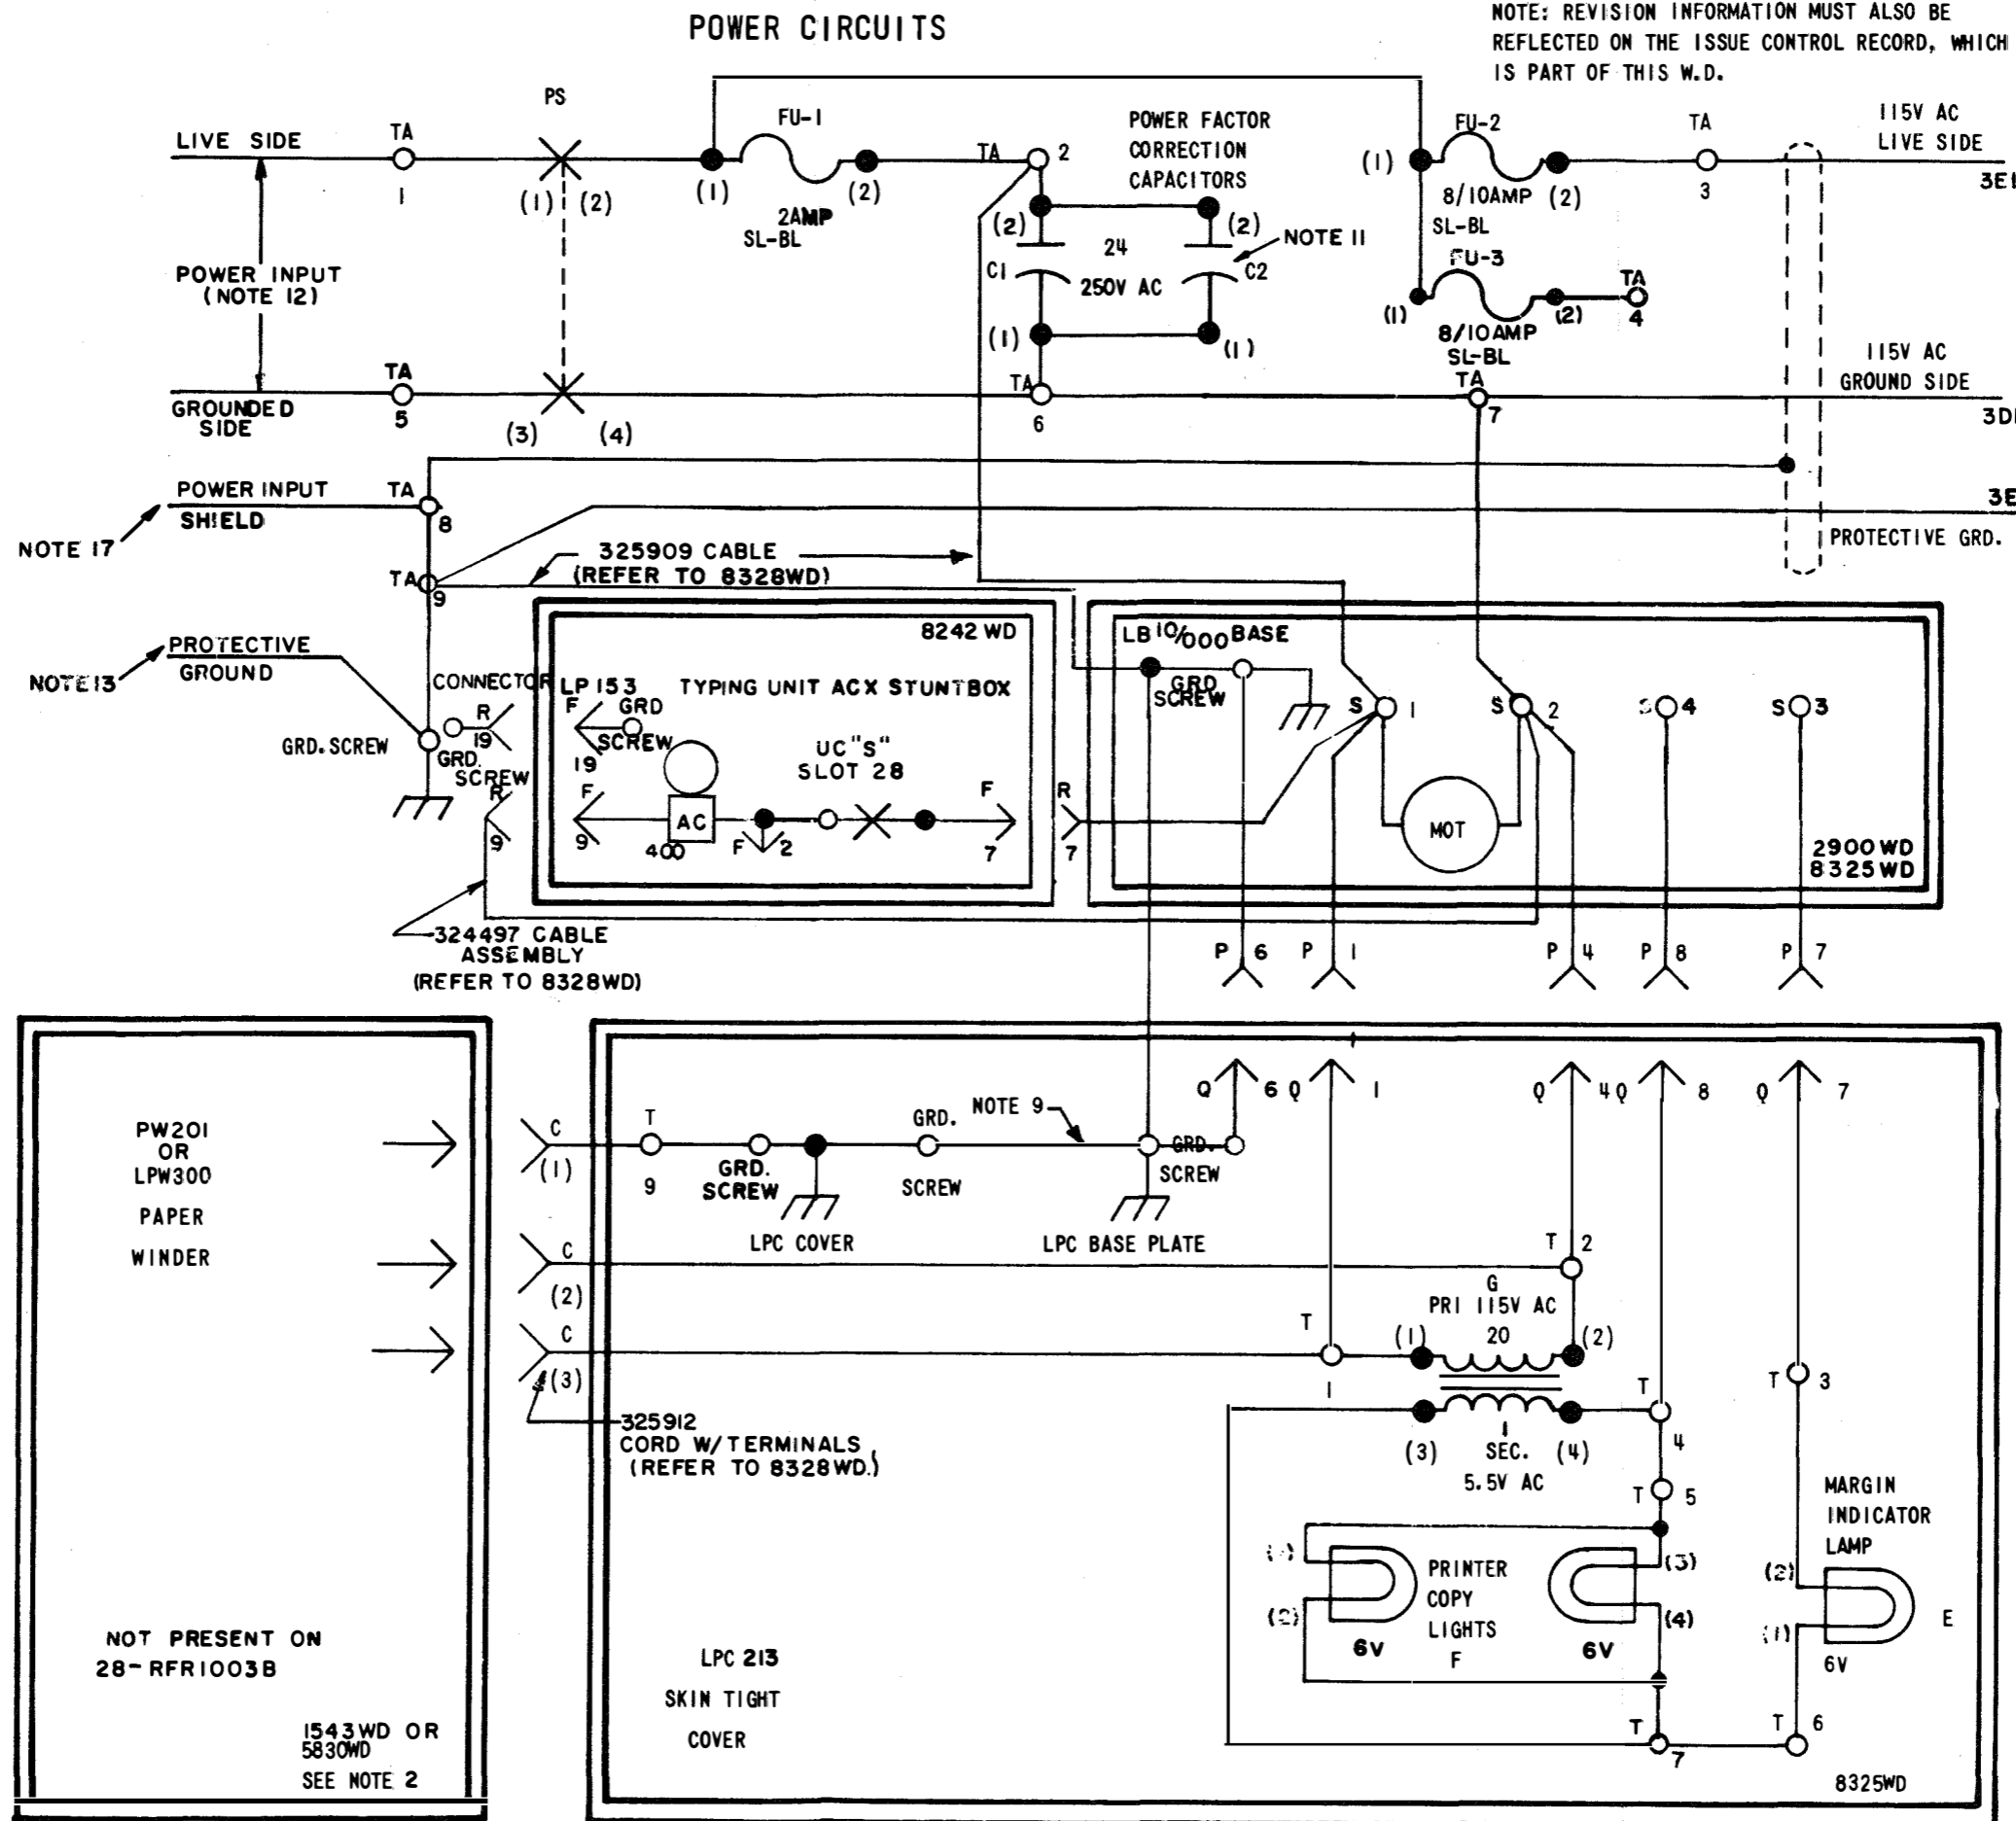 POWER CIRCUITS
NOTE: REVISION INFORMATION MUST ALSO BE
REFLECTED ON THE ISSUE CONTROL RECORD, WHICH
IS PART OF THIS W.D.
LIVE SIDE
TA
1
PS
(1) (2)
FU-1
(1)
(2)
2AMP
SL-BL
TA 2
POWER FACTOR
CORRECTION
CAPACITORS
(1)
FU-2
8/10AMP (2)
SL-BL
TA
3
115V AC
LIVE SIDE
POWER INPUT
(NOTE 12)
(2)
24
(2)
NOTE 11
C1
250V AC
C2
(1)
(1)
FU-3
(1)
(2)
TA
4
8/10AMP
SL-BL
GROUNDED
SIDE
TA
5
(3)
(4)
TA
6
TA
7
115V AC
GROUND SIDE
POWER INPUT
SHIELD
TA
8
NOTE 17
PROTECTIVE GRD.
TA
9
325909 CABLE
(REFER TO 8328WD)
PROTECTIVE
GROUND
NOTE 13
GRD. SCREW
CONNECTOR
R
19
GRD.
SCREW
R
9
8242 WD
LP 153
TYPING UNIT ACX STUNTBOX
F
GRD
SCREW
19
UC "S"
SLOT 28
F
9
AC
400
F 2
F
7
R
7
LB 10/000 BASE
GRD
SCREW
S 1
S 2
4
S 3
MOT
2900 WD
8325 WD
324497 CABLE
ASSEMBLY
(REFER TO 8328WD)
P 6
P 1
P 4
P 8
P 7
Q 6
Q 1
Q 4
Q 8
Q 7
PW201
OR
LPW300
PAPER
WINDER
C
(1)
T
9
GRD.
SCREW
GRD.
SCREW
NOTE 9
GRD.
SCREW
LPC COVER
LPC BASE PLATE
C
(2)
T 2
G
PRI 115V AC
20
C
(3)
T
1
(1)
(2)
325912
CORD W/TERMINALS
(REFER TO 8328WD.)
(3)
1
SEC.
(4)
5.5V AC
T
4
T 3
T 5
MARGIN
INDICATOR
LAMP
PRINTER
COPY
LIGHTS
F
(3)
(2)
(4)
6V
6V
(2)
(1)
6V
E
NOT PRESENT ON
28-RFR1003B
LPC 213
SKIN TIGHT
COVER
T
7
T 6
1543WD OR
5830WD
SEE NOTE 2
8325WD